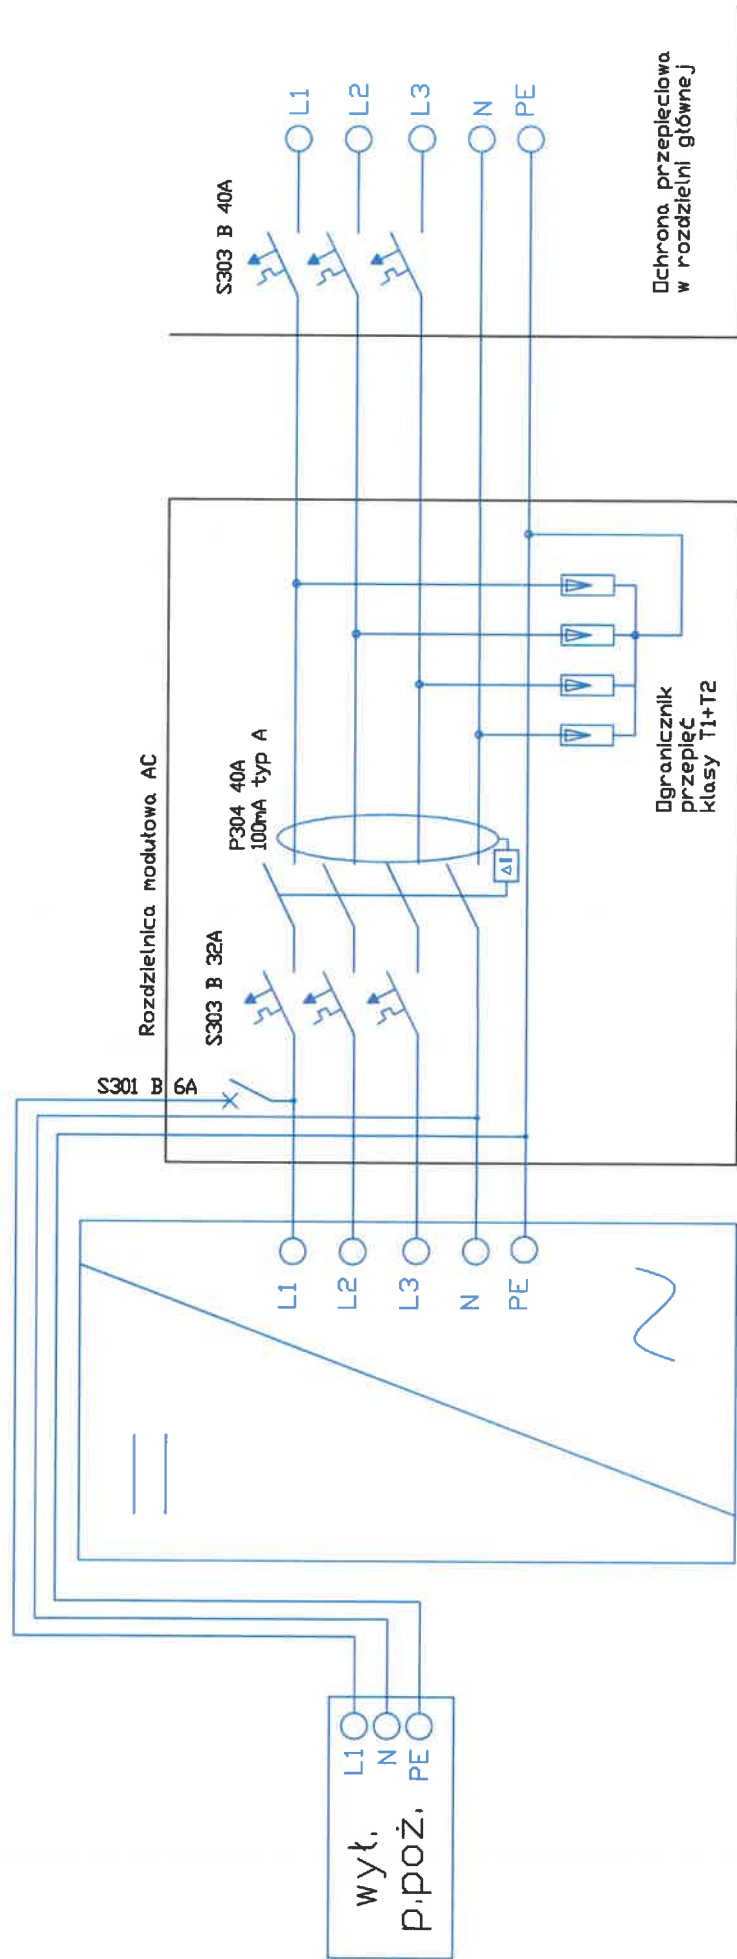 wył.
p.poż.
L1
N
PE
L1
L2
L3
N
PE
S301 B 6A
Rozdzielnica modułowa AC
S303 B 32A
P304 40A
100mA typ A
ΔI
Ogranicznik
przepięć
klasy T1+T2
S303 B 40A
L1
L2
L3
N
PE
Ochrona przepięciowa
w rozdzielni głównej